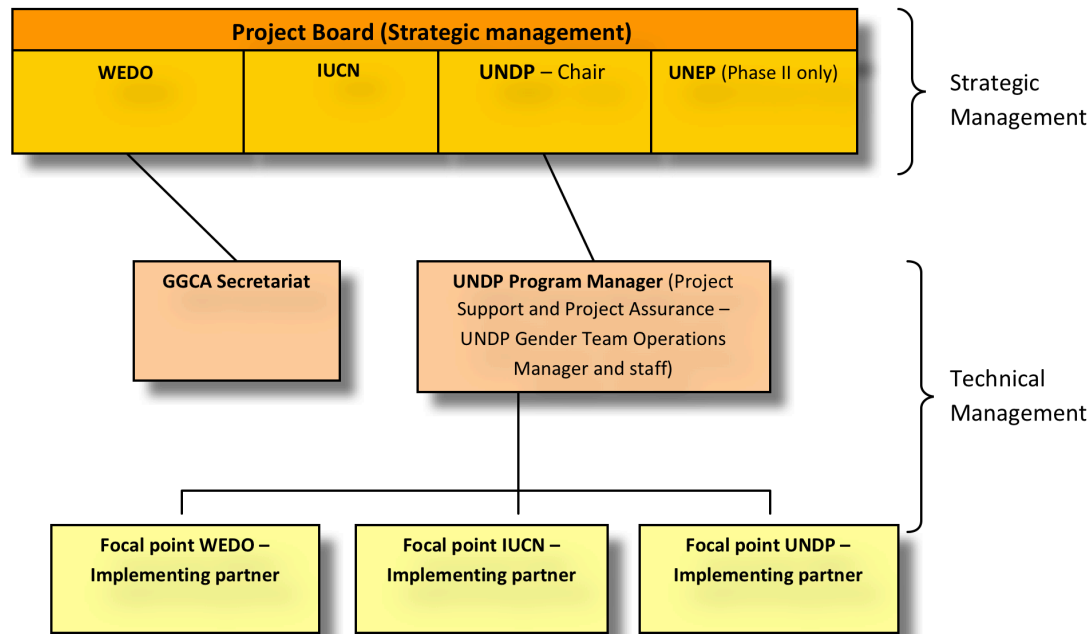 Project Board (Strategic management)
WEDO
IUCN
UNDP – Chair
UNEP (Phase II only)
Strategic
Management
GGCA Secretariat
UNDP Program Manager (Project
Support and Project Assurance –
UNDP Gender Team Operations
Manager and staff)
Technical
Management
Focal point WEDO –
Implementing partner
Focal point IUCN –
Implementing partner
Focal point UNDP –
Implementing partner